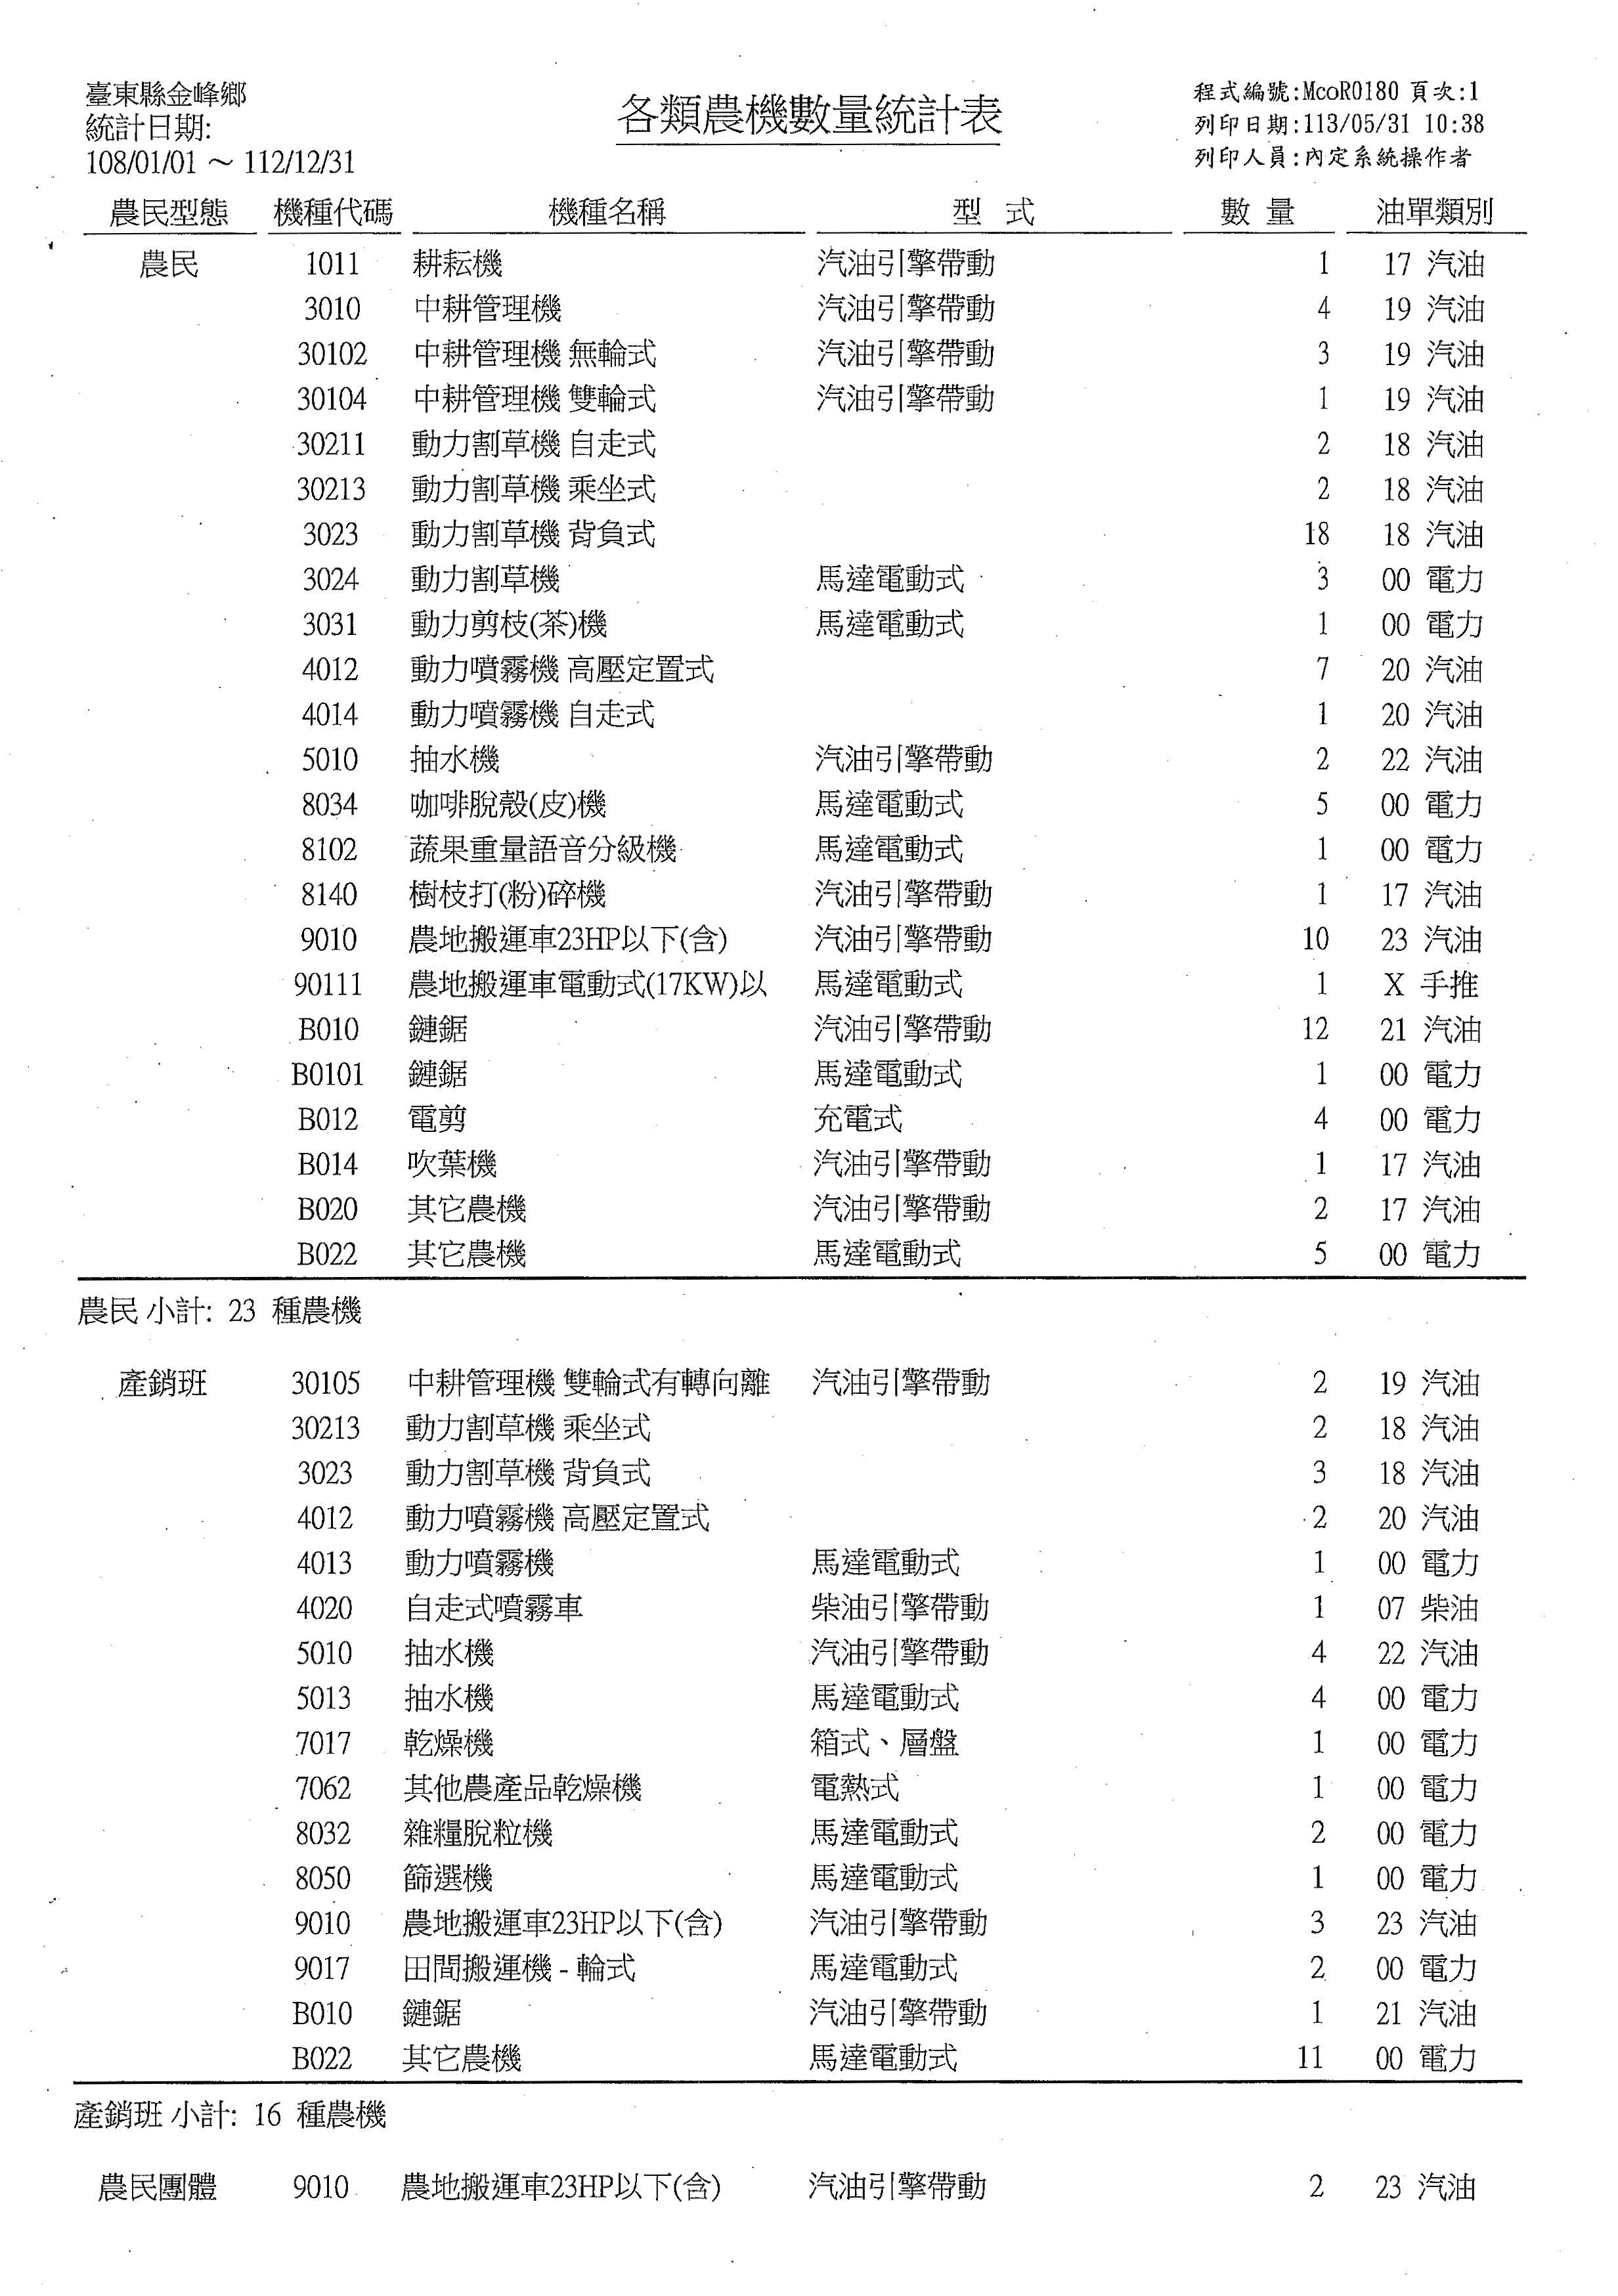 臺東縣金峰鄉
統計日期:
108/01/01 ～ 112/12/31
各類農機數量統計表
程式編號:McoR0180 頁次:1
列印日期:113/05/31 10:38
列印人員:內定系統操作者
農民型態 機種代碼 機種名稱 型 式 數 量 油單類別
農民 1011 耕耘機 汽油引擎帶動 1 17 汽油
3010 中耕管理機 汽油引擎帶動 4 19 汽油
30102 中耕管理機 無輪式 汽油引擎帶動 3 19 汽油
30104 中耕管理機 雙輪式 汽油引擎帶動 1 19 汽油
30211 動力割草機 自走式 2 18 汽油
30213 動力割草機 乘坐式 2 18 汽油
3023 動力割草機 背負式 18 18 汽油
3024 動力割草機 馬達電動式 3 00 電力
3031 動力剪枝(茶)機 馬達電動式 1 00 電力
4012 動力噴霧機 高壓定置式 7 20 汽油
4014 動力噴霧機 自走式 1 20 汽油
5010 抽水機 汽油引擎帶動 2 22 汽油
8034 咖啡脫殼(皮)機 馬達電動式 5 00 電力
8102 蔬果重量語音分級機 馬達電動式 1 00 電力
8140 樹枝打(粉)碎機 汽油引擎帶動 1 17 汽油
9010 農地搬運車23HP以下(含) 汽油引擎帶動 10 23 汽油
90111 農地搬運車電動式(17KW)以 馬達電動式 1 X 手推
B010 鏈鋸 汽油引擎帶動 12 21 汽油
B0101 鏈鋸 馬達電動式 1 00 電力
B012 電剪 充電式 4 00 電力
B014 吹葉機 汽油引擎帶動 1 17 汽油
B020 其它農機 汽油引擎帶動 2 17 汽油
B022 其它農機 馬達電動式 5 00 電力
農民 小計: 23 種農機
產銷班 30105 中耕管理機 雙輪式有轉向離 汽油引擎帶動 2 19 汽油
30213 動力割草機 乘坐式 2 18 汽油
3023 動力割草機 背負式 3 18 汽油
4012 動力噴霧機 高壓定置式 2 20 汽油
4013 動力噴霧機 馬達電動式 1 00 電力
4020 自走式噴霧車 柴油引擎帶動 1 07 柴油
5010 抽水機 汽油引擎帶動 4 22 汽油
5013 抽水機 馬達電動式 4 00 電力
7017 乾燥機 箱式、層盤 1 00 電力
7062 其他農產品乾燥機 電熱式 1 00 電力
8032 雜糧脫粒機 馬達電動式 2 00 電力
8050 篩選機 馬達電動式 1 00 電力
9010 農地搬運車23HP以下(含) 汽油引擎帶動 3 23 汽油
9017 田間搬運機 - 輪式 馬達電動式 2 00 電力
B010 鏈鋸 汽油引擎帶動 1 21 汽油
B022 其它農機 馬達電動式 11 00 電力
產銷班 小計: 16 種農機
農民團體 9010 農地搬運車23HP以下(含) 汽油引擎帶動 2 23 汽油